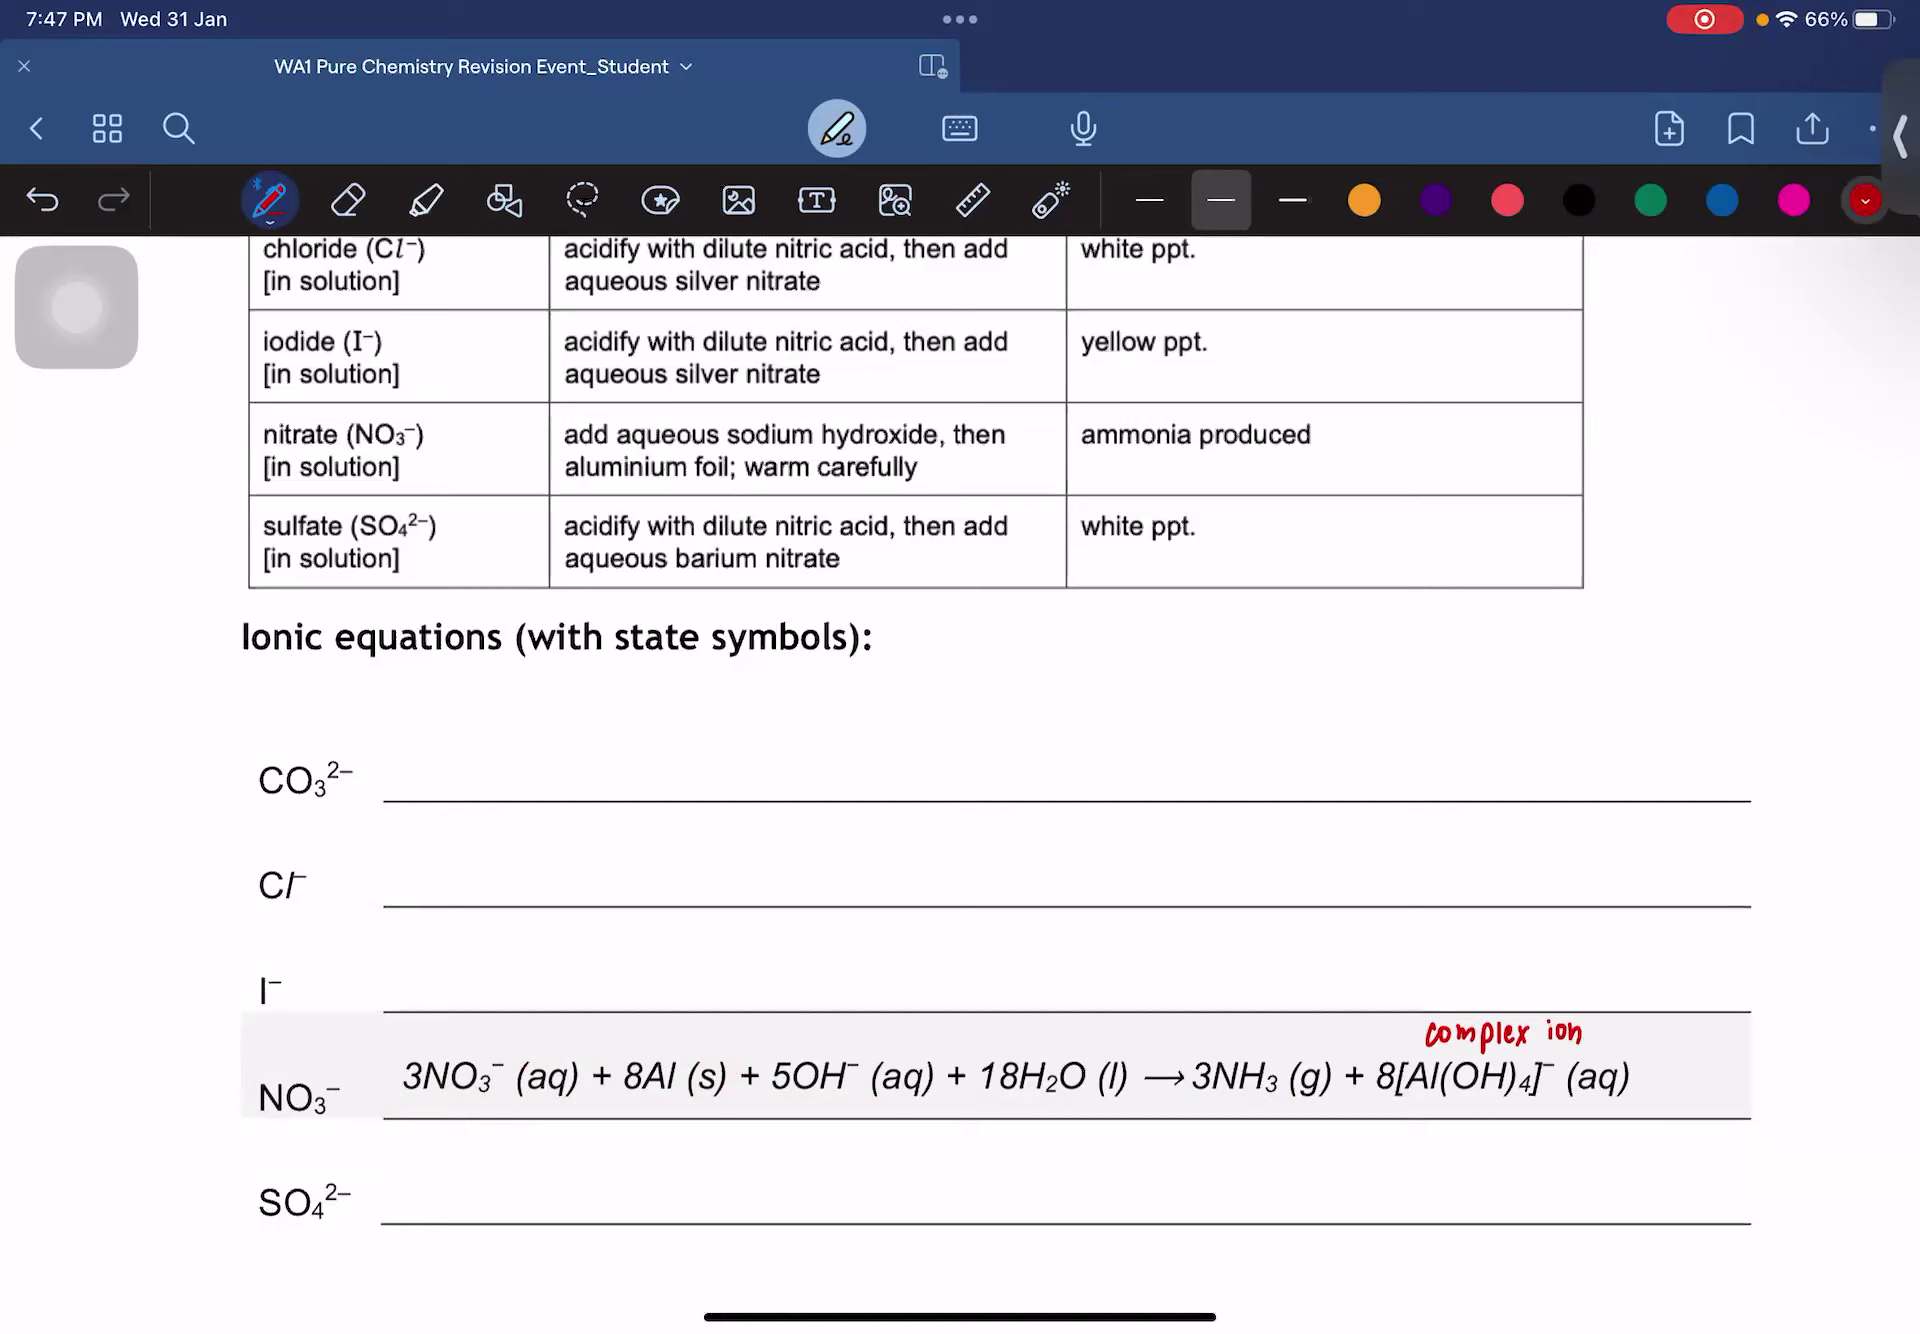 7:47 PM Wed 31 Jan
66%
WA1 Pure Chemistry Revision Event_Student
chloride (Cl⁻)
[in solution]
acidify with dilute nitric acid, then add
aqueous silver nitrate
white ppt.
iodide (I⁻)
[in solution]
acidify with dilute nitric acid, then add
aqueous silver nitrate
yellow ppt.
nitrate (NO₃⁻)
[in solution]
add aqueous sodium hydroxide, then
aluminium foil; warm carefully
ammonia produced
sulfate (SO₄²⁻)
[in solution]
acidify with dilute nitric acid, then add
aqueous barium nitrate
white ppt.
Ionic equations (with state symbols):
CO₃²⁻
Cl⁻
I⁻
complex ion
NO₃⁻ 3NO₃⁻ (aq) + 8Al (s) + 5OH⁻ (aq) + 18H₂O (l) → 3NH₃ (g) + 8[Al(OH)₄]⁻ (aq)
SO₄²⁻